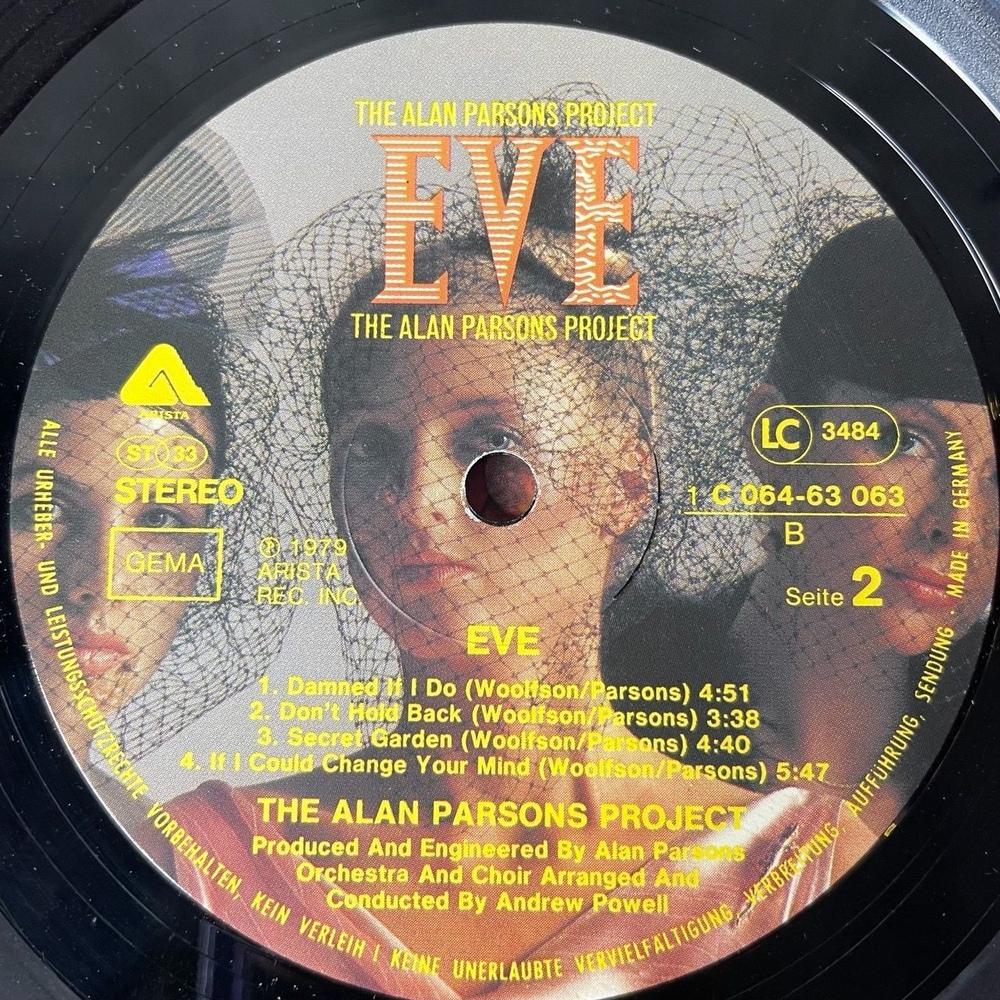 THE ALAN PARSONS PROJECT
EVE
THE ALAN PARSONS PROJECT
ARISTA
ST 33
STEREO
GEMA
℗ 1979
ARISTA
REC. INC.
LC 3484
1 C 064-63 063
B
Seite 2
EVE
1. Damned If I Do (Woolfson/Parsons) 4:51
2. Don't Hold Back (Woolfson/Parsons) 3:38
3. Secret Garden (Woolfson/Parsons) 4:40
4. If I Could Change Your Mind (Woolfson/Parsons) 5:47
THE ALAN PARSONS PROJECT
Produced And Engineered By Alan Parsons
Orchestra And Choir Arranged And
Conducted By Andrew Powell
ALLE URHEBER- UND LEISTUNGSSCHUTZRECHTE VORBEHALTEN, KEIN VERLEIH ! KEINE UNERLAUBTE VERVIELFALTIGUNG, VERBREITUNG, AUFFUHRUNG, SENDUNG · MADE IN GERMANY